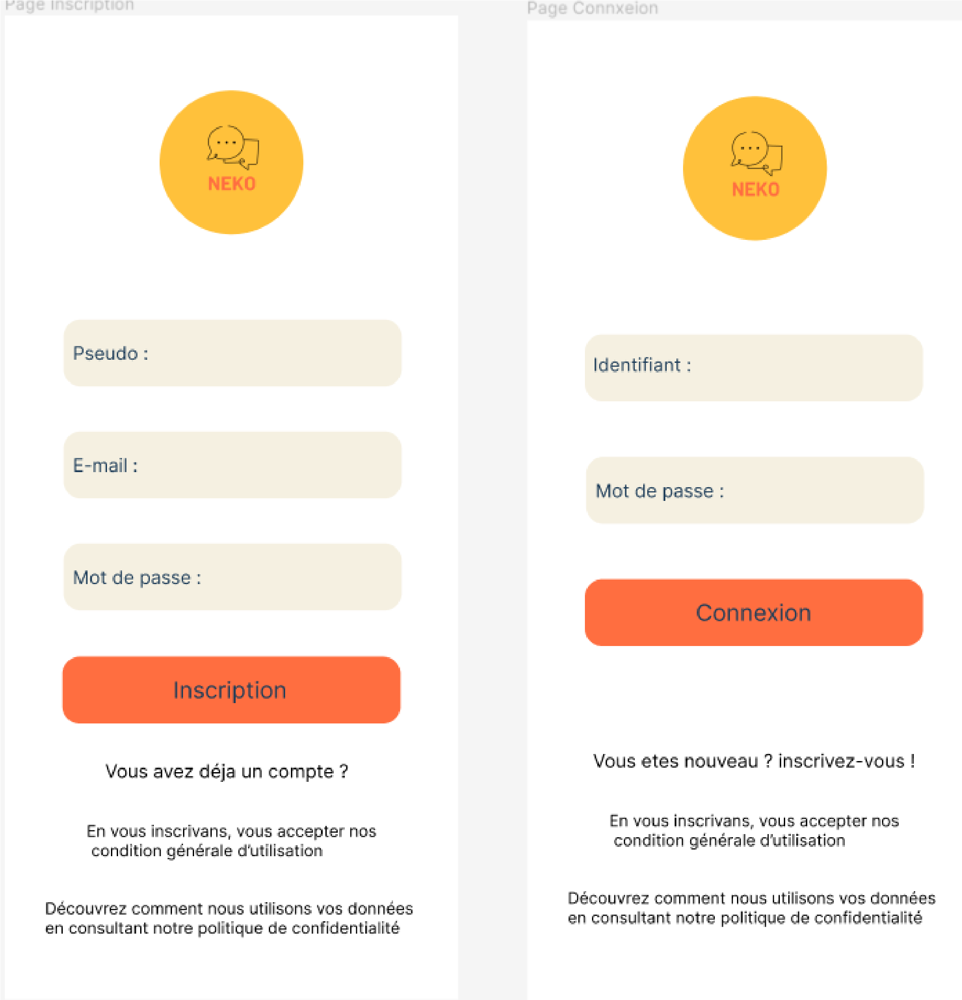 Page Inscription
NEKO
Pseudo :
E-mail :
Mot de passe :
Inscription
Vous avez déja un compte ?
En vous inscrivans, vous accepter nos
condition générale d'utilisation
Découvrez comment nous utilisons vos données
en consultant notre politique de confidentialité
Page Connxeion
NEKO
Identifiant :
Mot de passe :
Connexion
Vous etes nouveau ? inscrivez-vous !
En vous inscrivans, vous accepter nos
condition générale d'utilisation
Découvrez comment nous utilisons vos données
en consultant notre politique de confidentialité